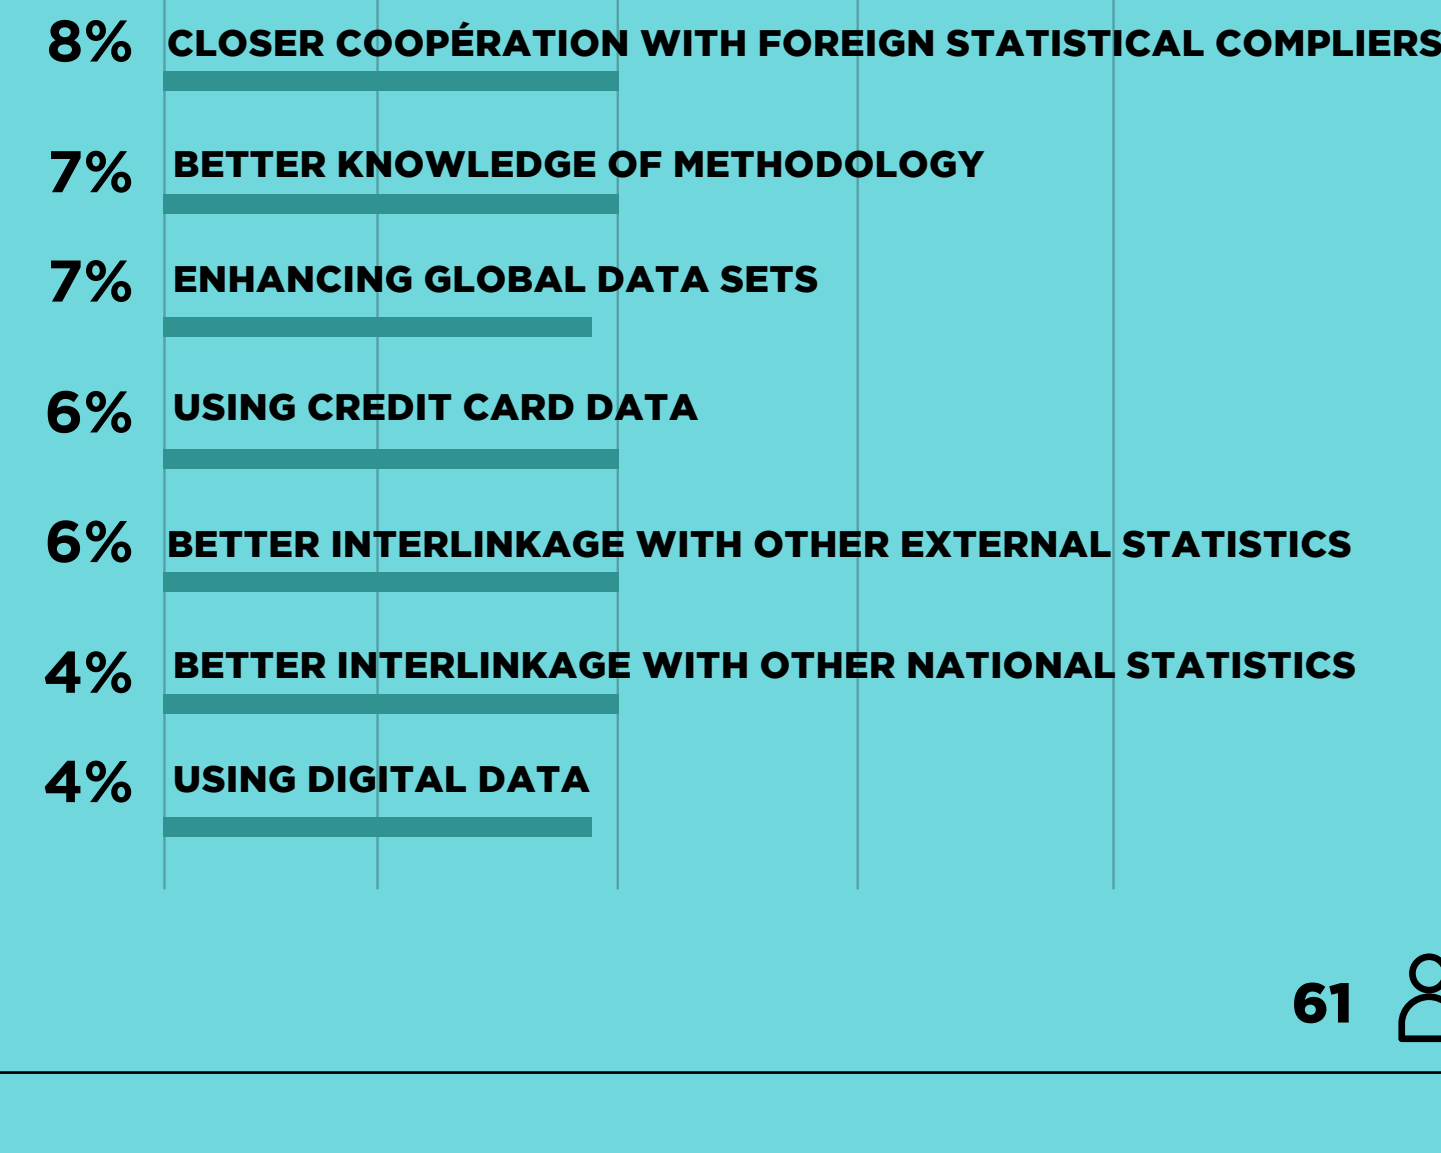 8% CLOSER COOPÉRATION WITH FOREIGN STATISTICAL COMPLIERS
7% BETTER KNOWLEDGE OF METHODOLOGY
7% ENHANCING GLOBAL DATA SETS
6% USING CREDIT CARD DATA
6% BETTER INTERLINKAGE WITH OTHER EXTERNAL STATISTICS
4% BETTER INTERLINKAGE WITH OTHER NATIONAL STATISTICS
4% USING DIGITAL DATA
61